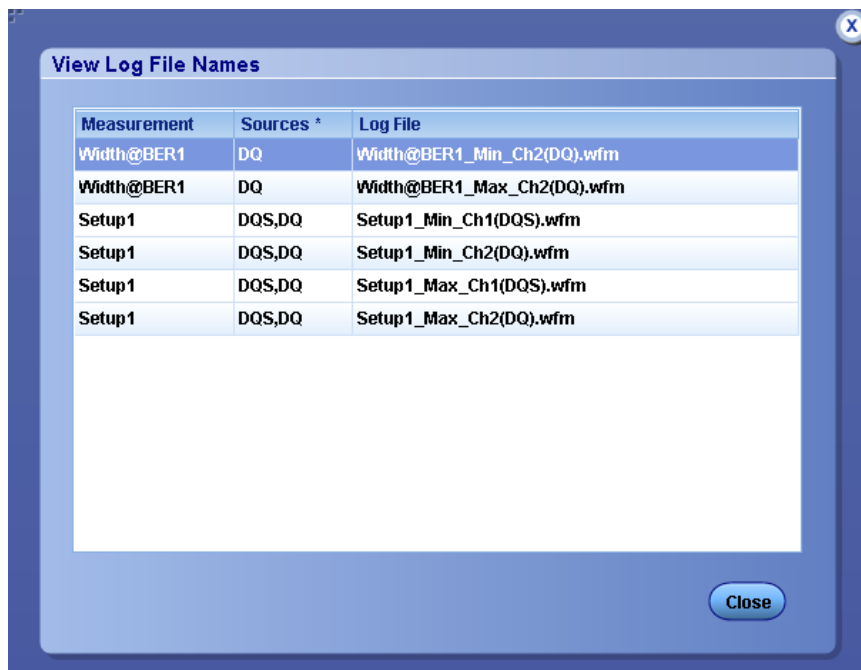 X
View Log File Names
Measurement Sources * Log File
Width@BER1 DQ Width@BER1_Min_Ch2(DQ).wfm
Width@BER1 DQ Width@BER1_Max_Ch2(DQ).wfm
Setup1 DQS,DQ Setup1_Min_Ch1(DQS).wfm
Setup1 DQS,DQ Setup1_Min_Ch2(DQ).wfm
Setup1 DQS,DQ Setup1_Max_Ch1(DQS).wfm
Setup1 DQS,DQ Setup1_Max_Ch2(DQ).wfm
Close